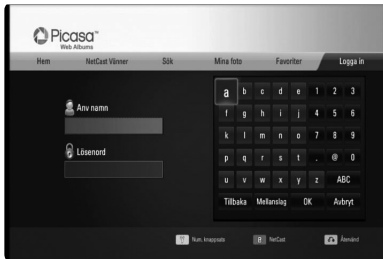 Picasa™
Web Albums
Hem NetCast Vänner Sök Mina foto Favoriter Logga in
Anv namn
Lösenord
a b c d e 1 2 3
f g h i j 4 5 6
k l m n o 7 8 9
p q r s t . @ 0
u v w x y z ABC
Tillbaka Mellanslag OK Avbryt
Num. knappsats NetCast Återvänd